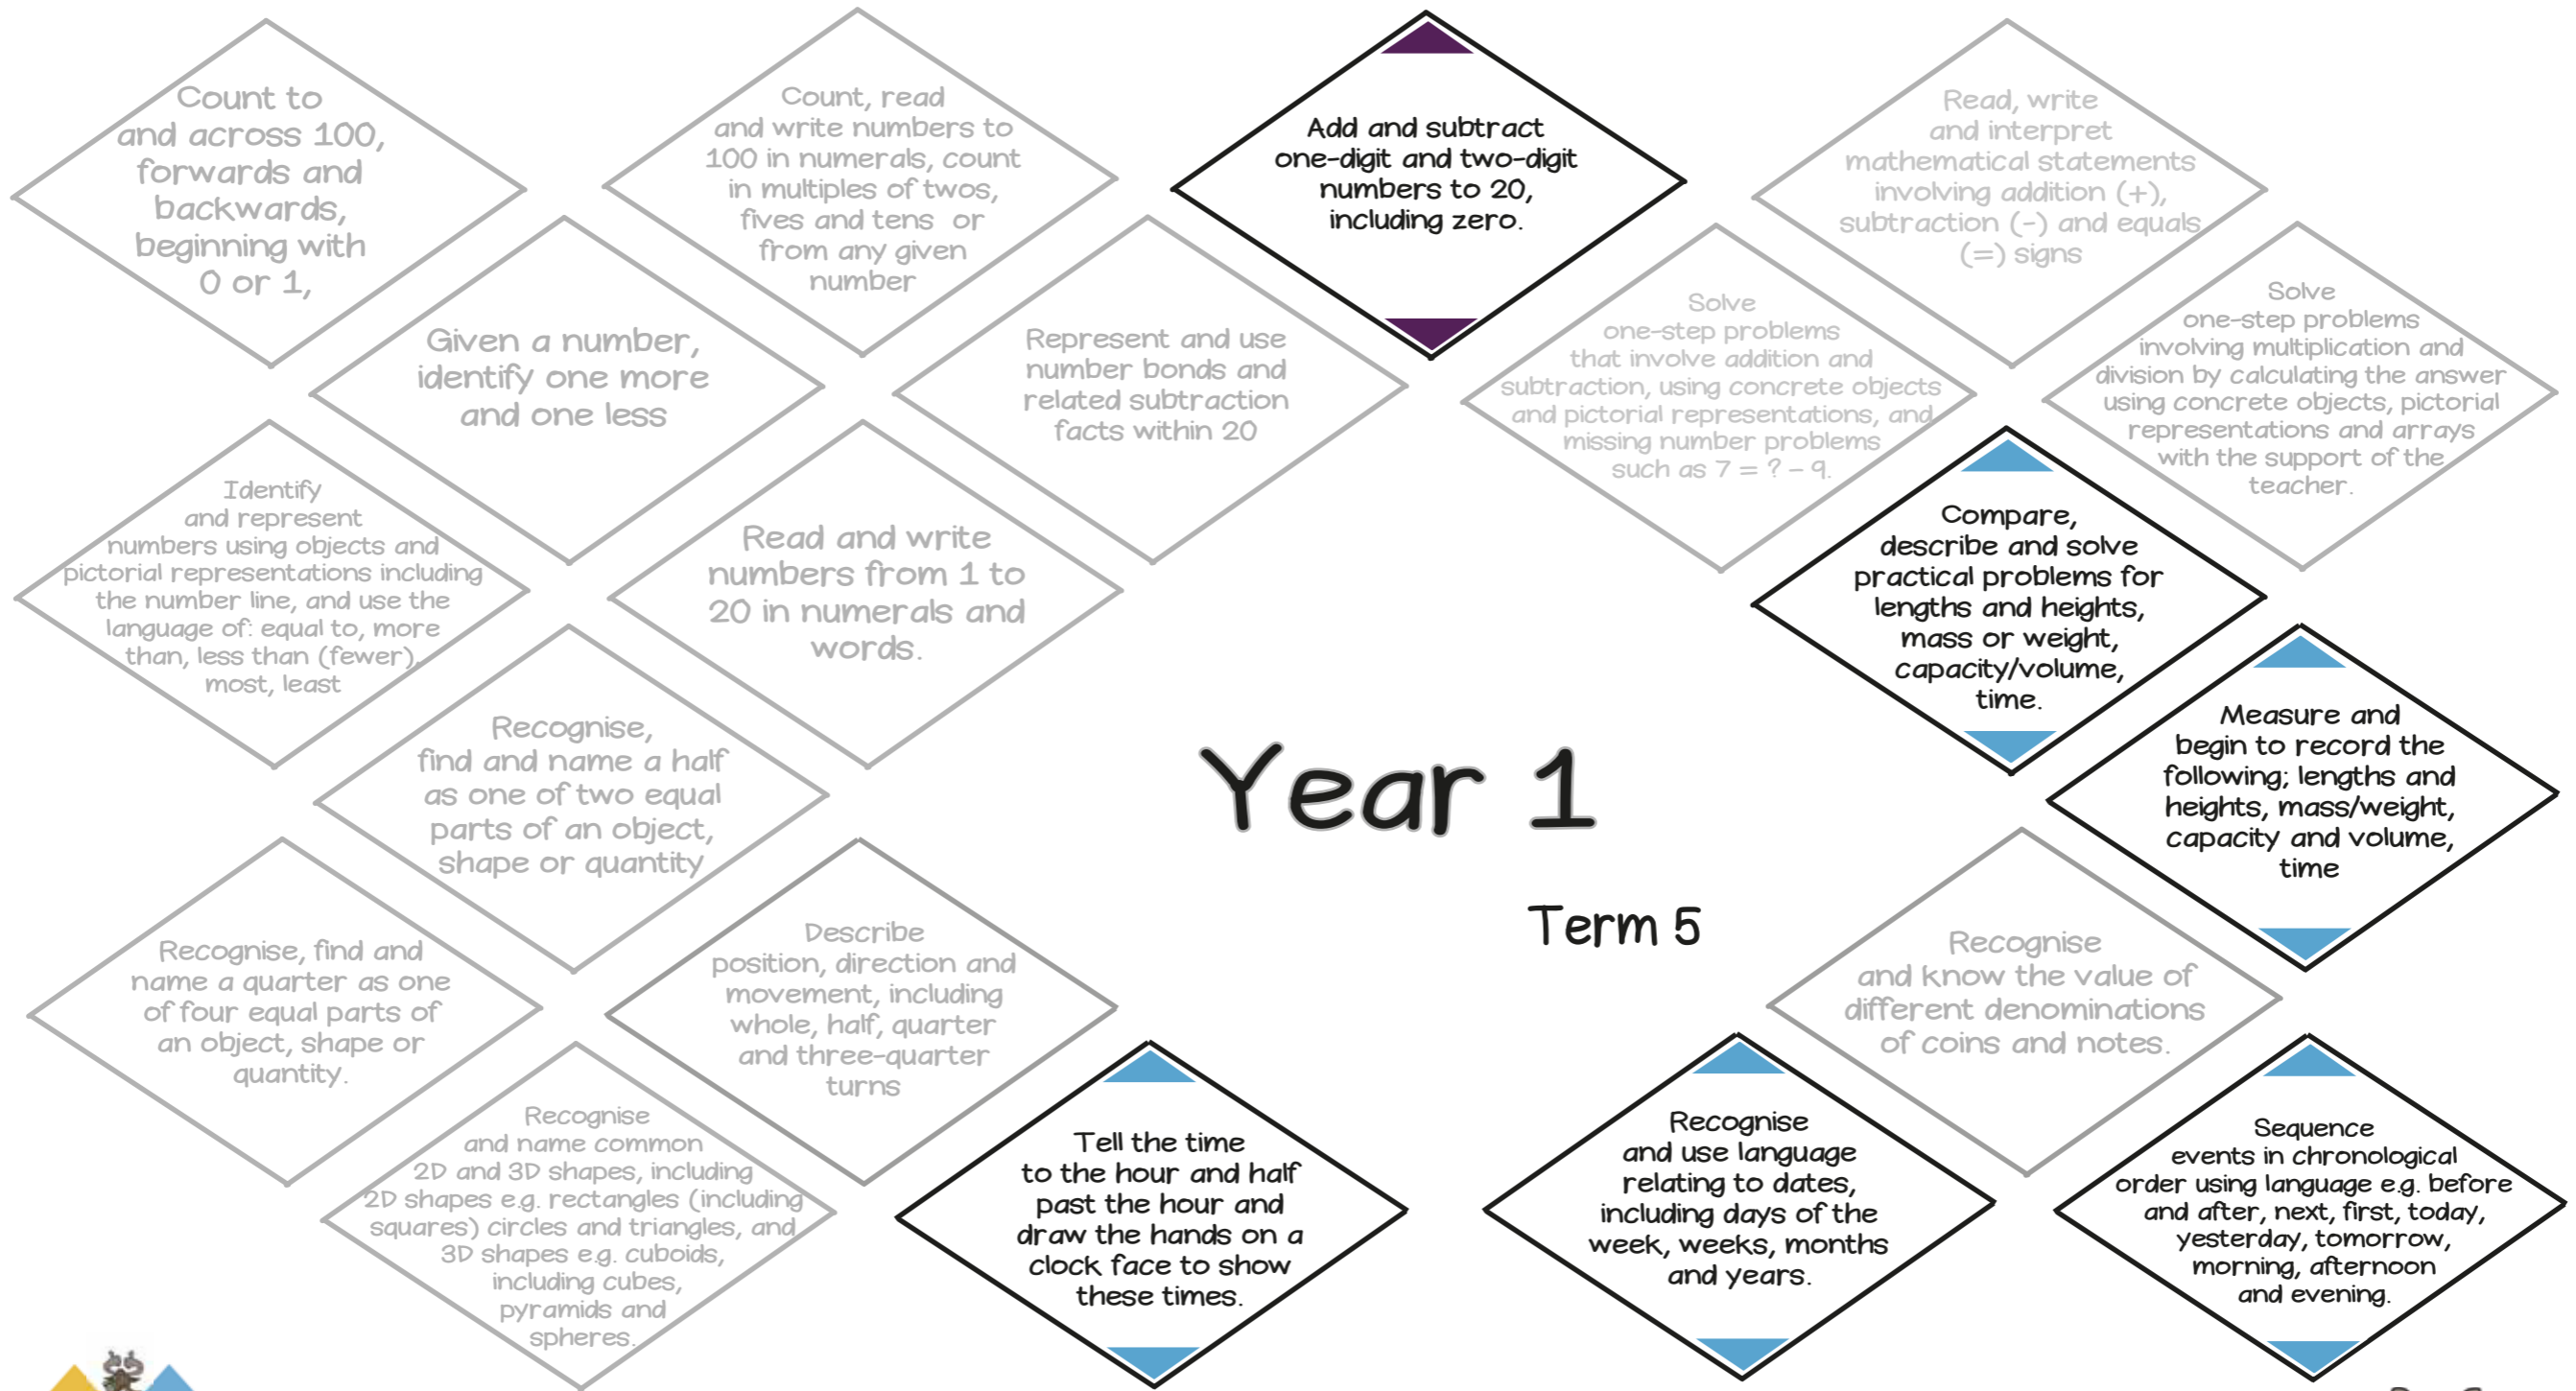 Count to
and across 100,
forwards and
backwards,
beginning with
0 or 1,
Count, read
and write numbers to
100 in numerals, count
in multiples of twos,
fives and tens or
from any given
number
Add and subtract
one-digit and two-digit
numbers to 20,
including zero.
Read, write
and interpret
mathematical statements
involving addition (+),
subtraction (-) and equals
(=) signs
Given a number,
identify one more
and one less
Represent and use
number bonds and
related subtraction
facts within 20
Solve
one-step problems
that involve addition and
subtraction, using concrete objects
and pictorial representations, and
missing number problems
such as 7 = ? – 9.
Solve
one-step problems
involving multiplication and
division by calculating the answer
using concrete objects, pictorial
representations and arrays
with the support of the
teacher.
Identify
and represent
numbers using objects and
pictorial representations including
the number line, and use the
language of: equal to, more
than, less than (fewer),
most, least
Read and write
numbers from 1 to
20 in numerals and
words.
Compare,
describe and solve
practical problems for
lengths and heights,
mass or weight,
capacity/volume,
time.
Measure and
begin to record the
following; lengths and
heights, mass/weight,
capacity and volume,
time
Recognise,
find and name a half
as one of two equal
parts of an object,
shape or quantity
Year 1
Term 5
Recognise, find and
name a quarter as one
of four equal parts of
an object, shape or
quantity.
Describe
position, direction and
movement, including
whole, half, quarter
and three-quarter
turns
Recognise
and know the value of
different denominations
of coins and notes.
Recognise
and name common
2D and 3D shapes, including
2D shapes e.g. rectangles (including
squares) circles and triangles, and
3D shapes e.g. cuboids,
including cubes,
pyramids and
spheres.
Tell the time
to the hour and half
past the hour and
draw the hands on a
clock face to show
these times.
Recognise
and use language
relating to dates,
including days of the
week, weeks, months
and years.
Sequence
events in chronological
order using language e.g. before
and after, next, first, today,
yesterday, tomorrow,
morning, afternoon
and evening.